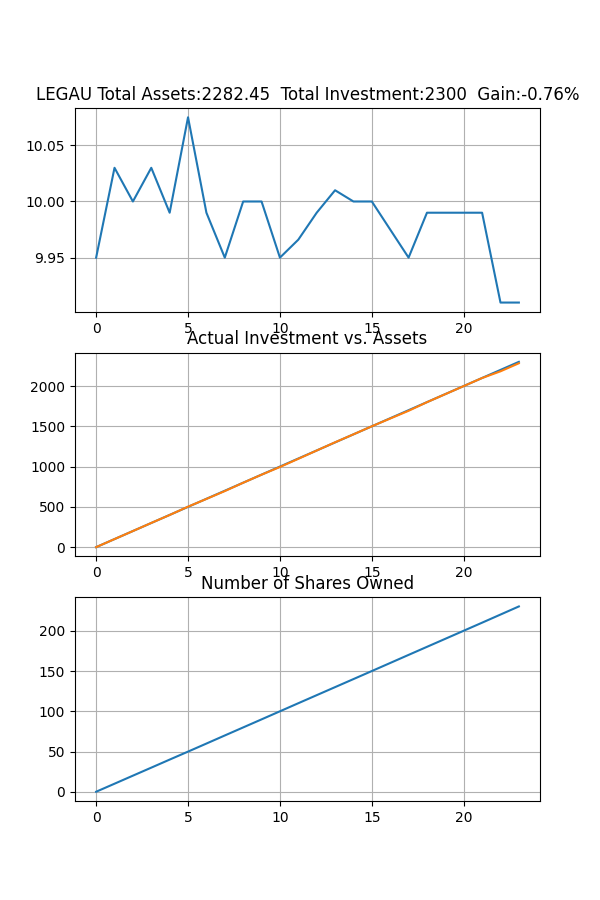 LEGAU Total Assets:2282.45  Total Investment:2300  Gain:-0.76%
10.05
10.00
9.95
0 5 10 15 20
Actual Investment vs. Assets
2000
1500
1000
500
0
0 5 10 15 20
Number of Shares Owned
200
150
100
50
0
0 5 10 15 20